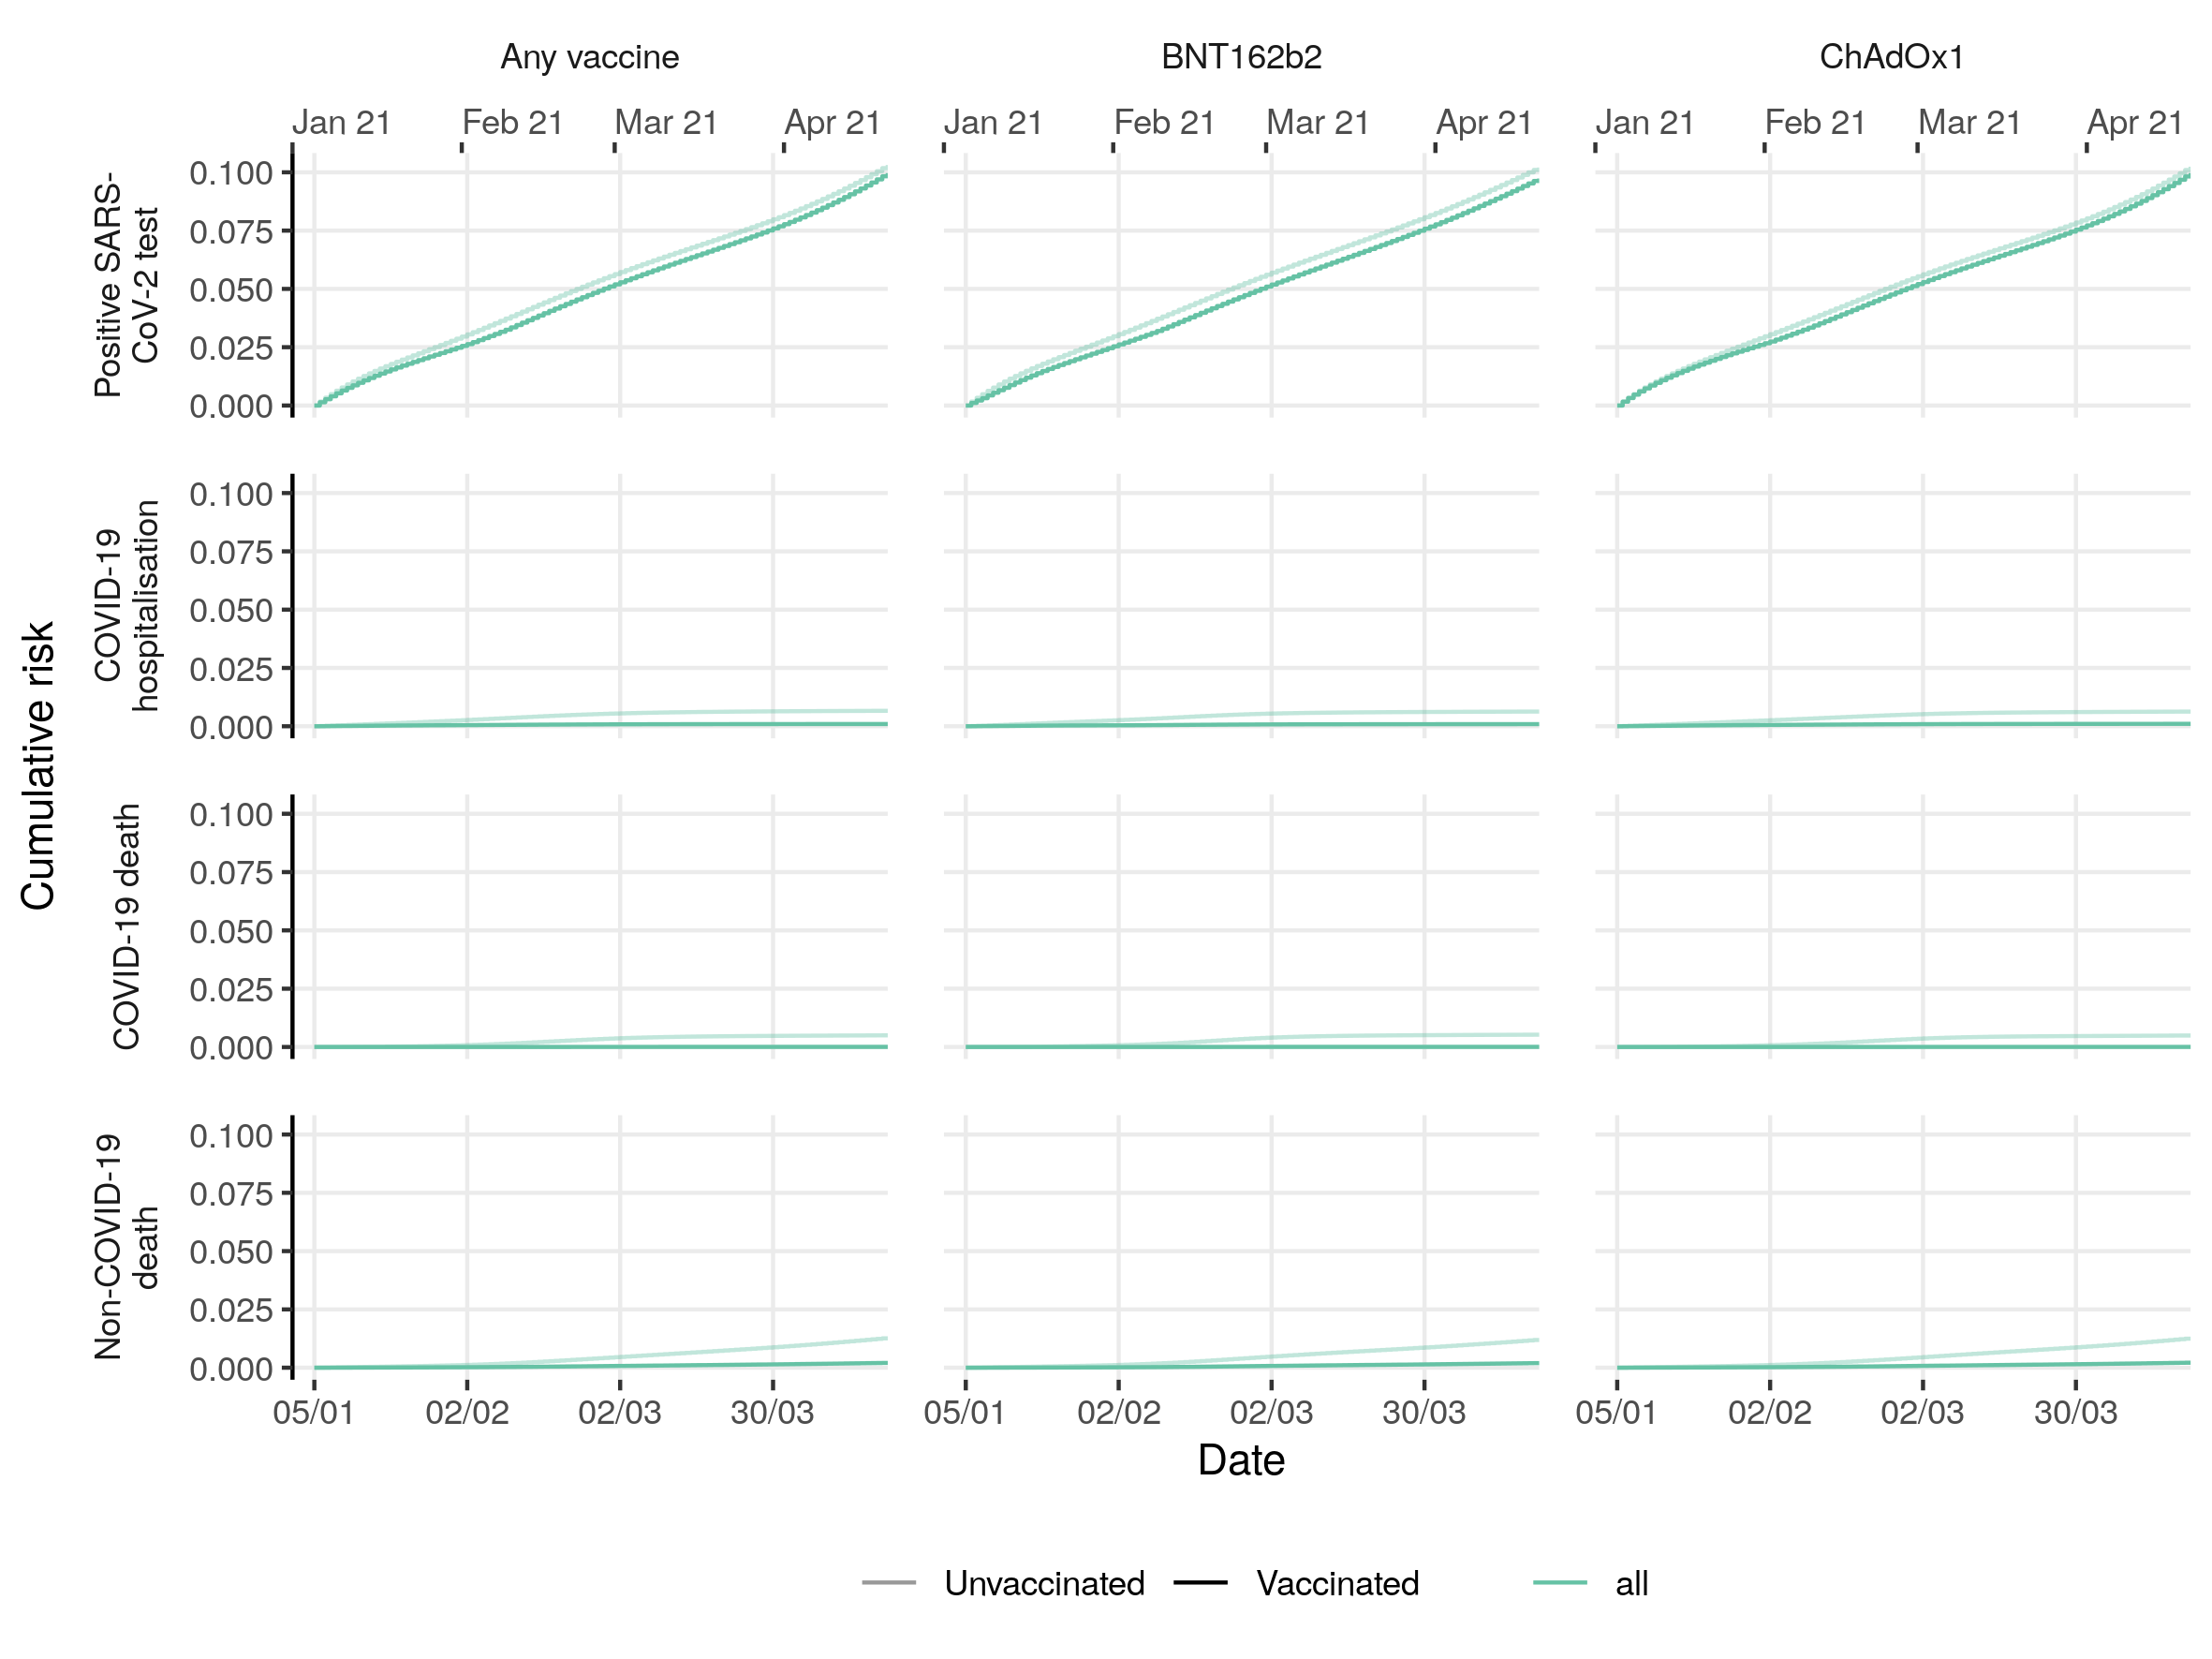 Any vaccine BNT162b2 ChAdOx1
Jan 21 Feb 21 Mar 21 Apr 21 Jan 21 Feb 21 Mar 21 Apr 21 Jan 21 Feb 21 Mar 21 Apr 21
Cumulative risk
Positive SARS-
CoV-2 test
0.100
0.075
0.050
0.025
0.000
COVID-19
hospitalisation
0.100
0.075
0.050
0.025
0.000
COVID-19 death
0.100
0.075
0.050
0.025
0.000
Non-COVID-19
death
0.100
0.075
0.050
0.025
0.000
05/01 02/02 02/03 30/03 05/01 02/02 02/03 30/03 05/01 02/02 02/03 30/03
Date
Unvaccinated Vaccinated all